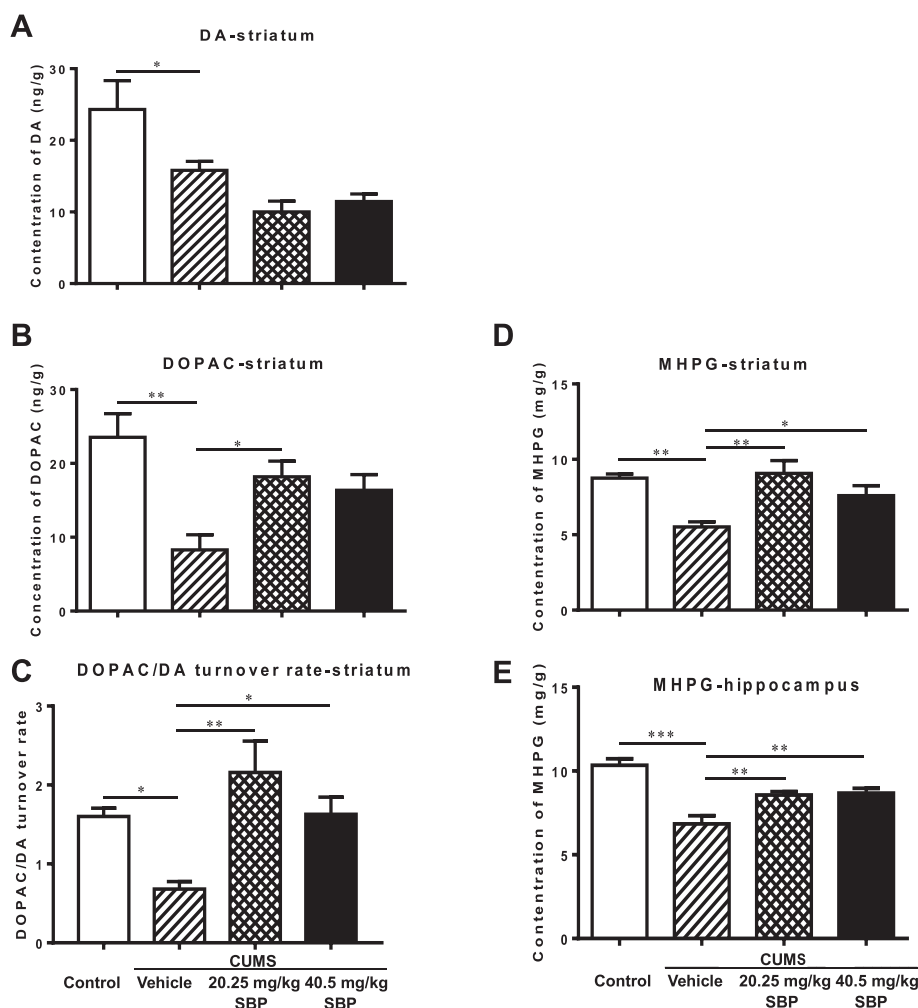 A
DA-striatum
Contentration of DA (ng/g)
30
20
10
0
*
B
DOPAC-striatum
Concentration of DOPAC (ng/g)
30
20
10
0
**
*
C
DOPAC/DA turnover rate-striatum
DOPAC/DA turnover rate
3
2
1
0
*
**
*
Control
Vehicle
20.25 mg/kg
SBP
40.5 mg/kg
SBP
CUMS
D
MHPG-striatum
Contentration of MHPG (mg/g)
15
10
5
0
**
**
*
E
MHPG-hippocampus
Contentration of MHPG (mg/g)
15
10
5
0
***
**
**
Control
Vehicle
20.25 mg/kg
SBP
40.5 mg/kg
SBP
CUMS